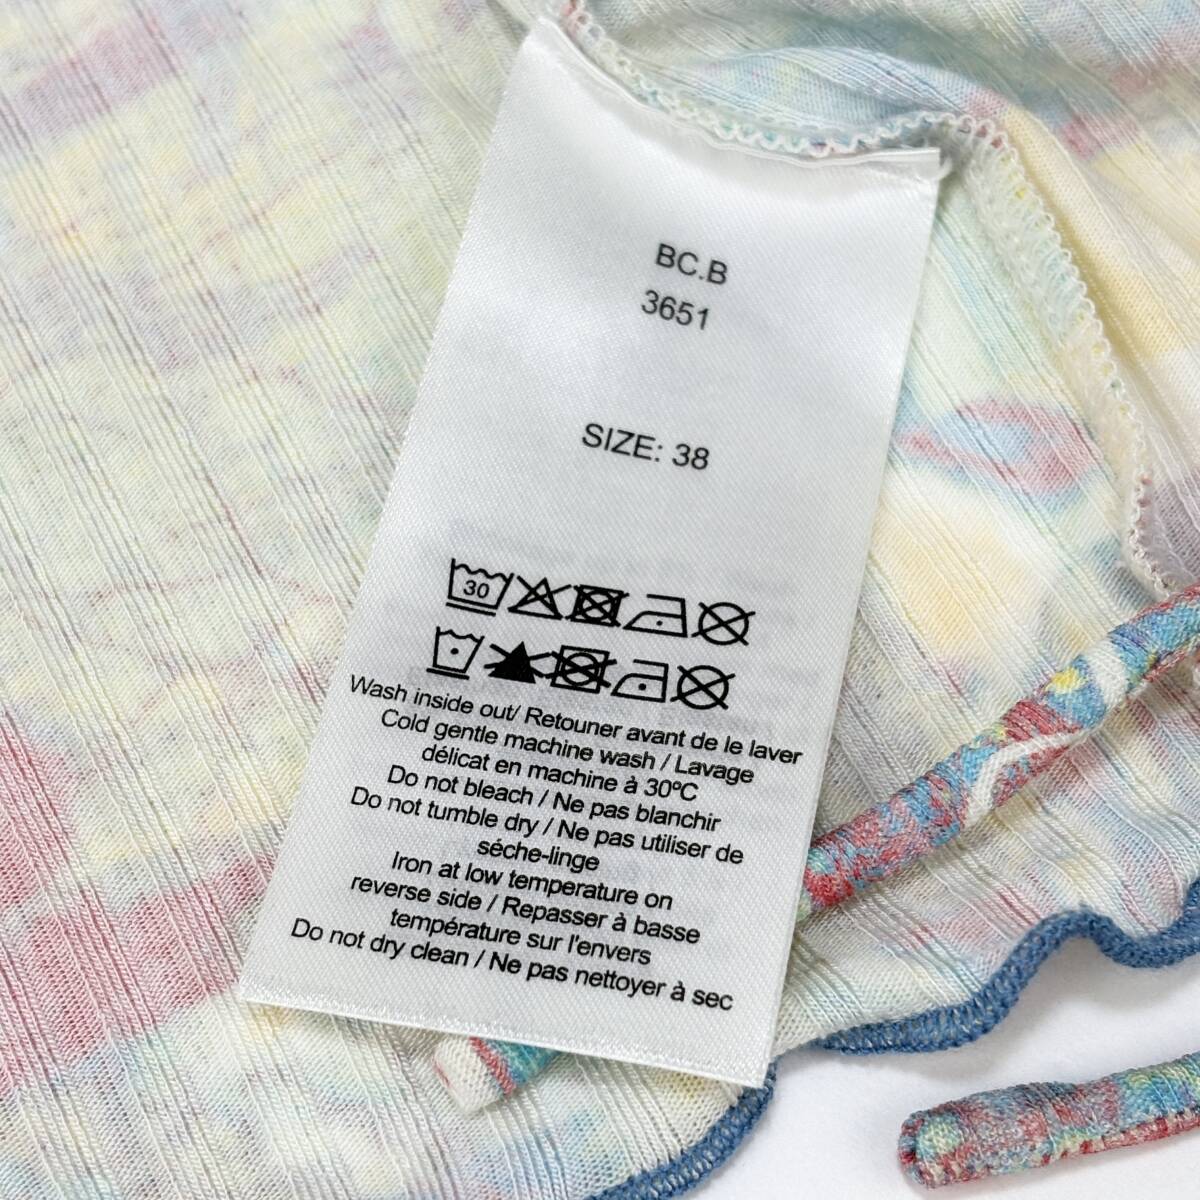 BC.B
3651
SIZE: 38
30
Wash inside out/ Retouner avant de le laver
Cold gentle machine wash / Lavage
délicat en machine à 30ºC
Do not bleach / Ne pas blanchir
Do not tumble dry / Ne pas utiliser de
séche-linge
Iron at low temperature on
reverse side / Repasser à basse
température sur l'envers
Do not dry clean / Ne pas nettoyer à sec